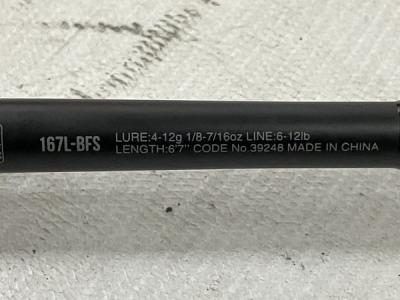 167L-BFS
LURE:4-12g 1/8-7/16oz LINE:6-12lb
LENGTH:6'7" CODE No.39248 MADE IN CHINA